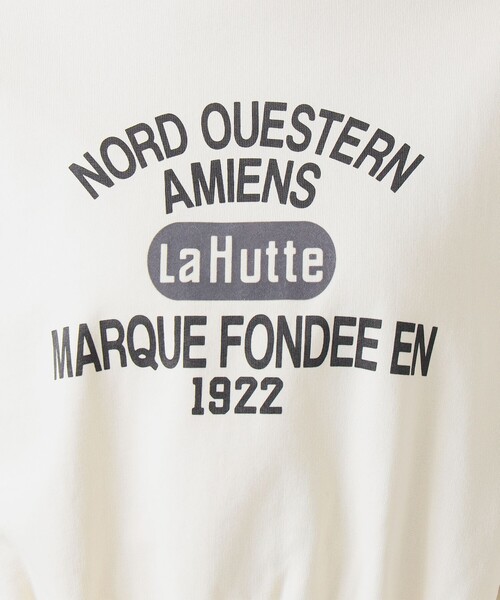 NORD OUESTERN
AMIENS
LaHutte
MARQUE FONDEE EN
1922